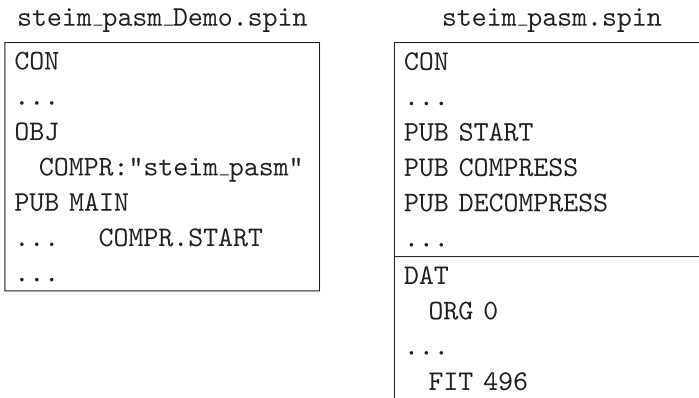 steim_pasm_Demo.spin
CON
...
OBJ
COMPR:"steim_pasm"
PUB MAIN
... COMPR.START
...
steim_pasm.spin
CON
...
PUB START
PUB COMPRESS
PUB DECOMPRESS
...
DAT
ORG 0
...
FIT 496